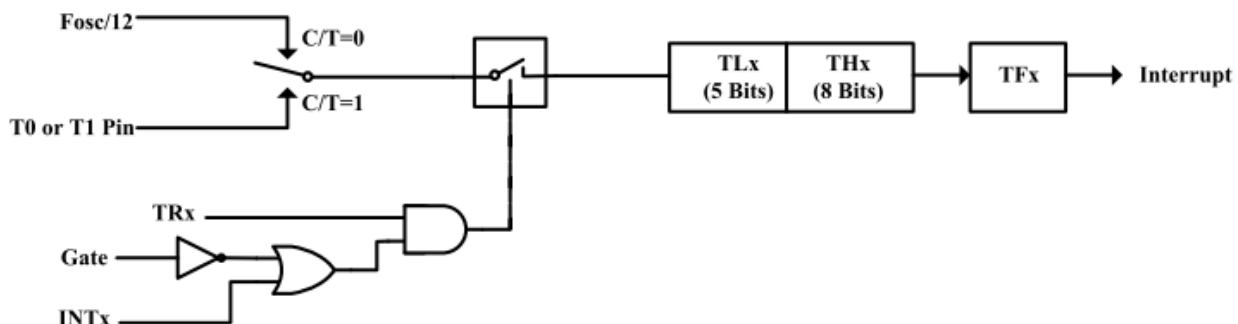 Fosc/12
C/T=0
C/T=1
T0 or T1 Pin
TLx
(5 Bits)
THx
(8 Bits)
TFx
Interrupt
TRx
Gate
INTx